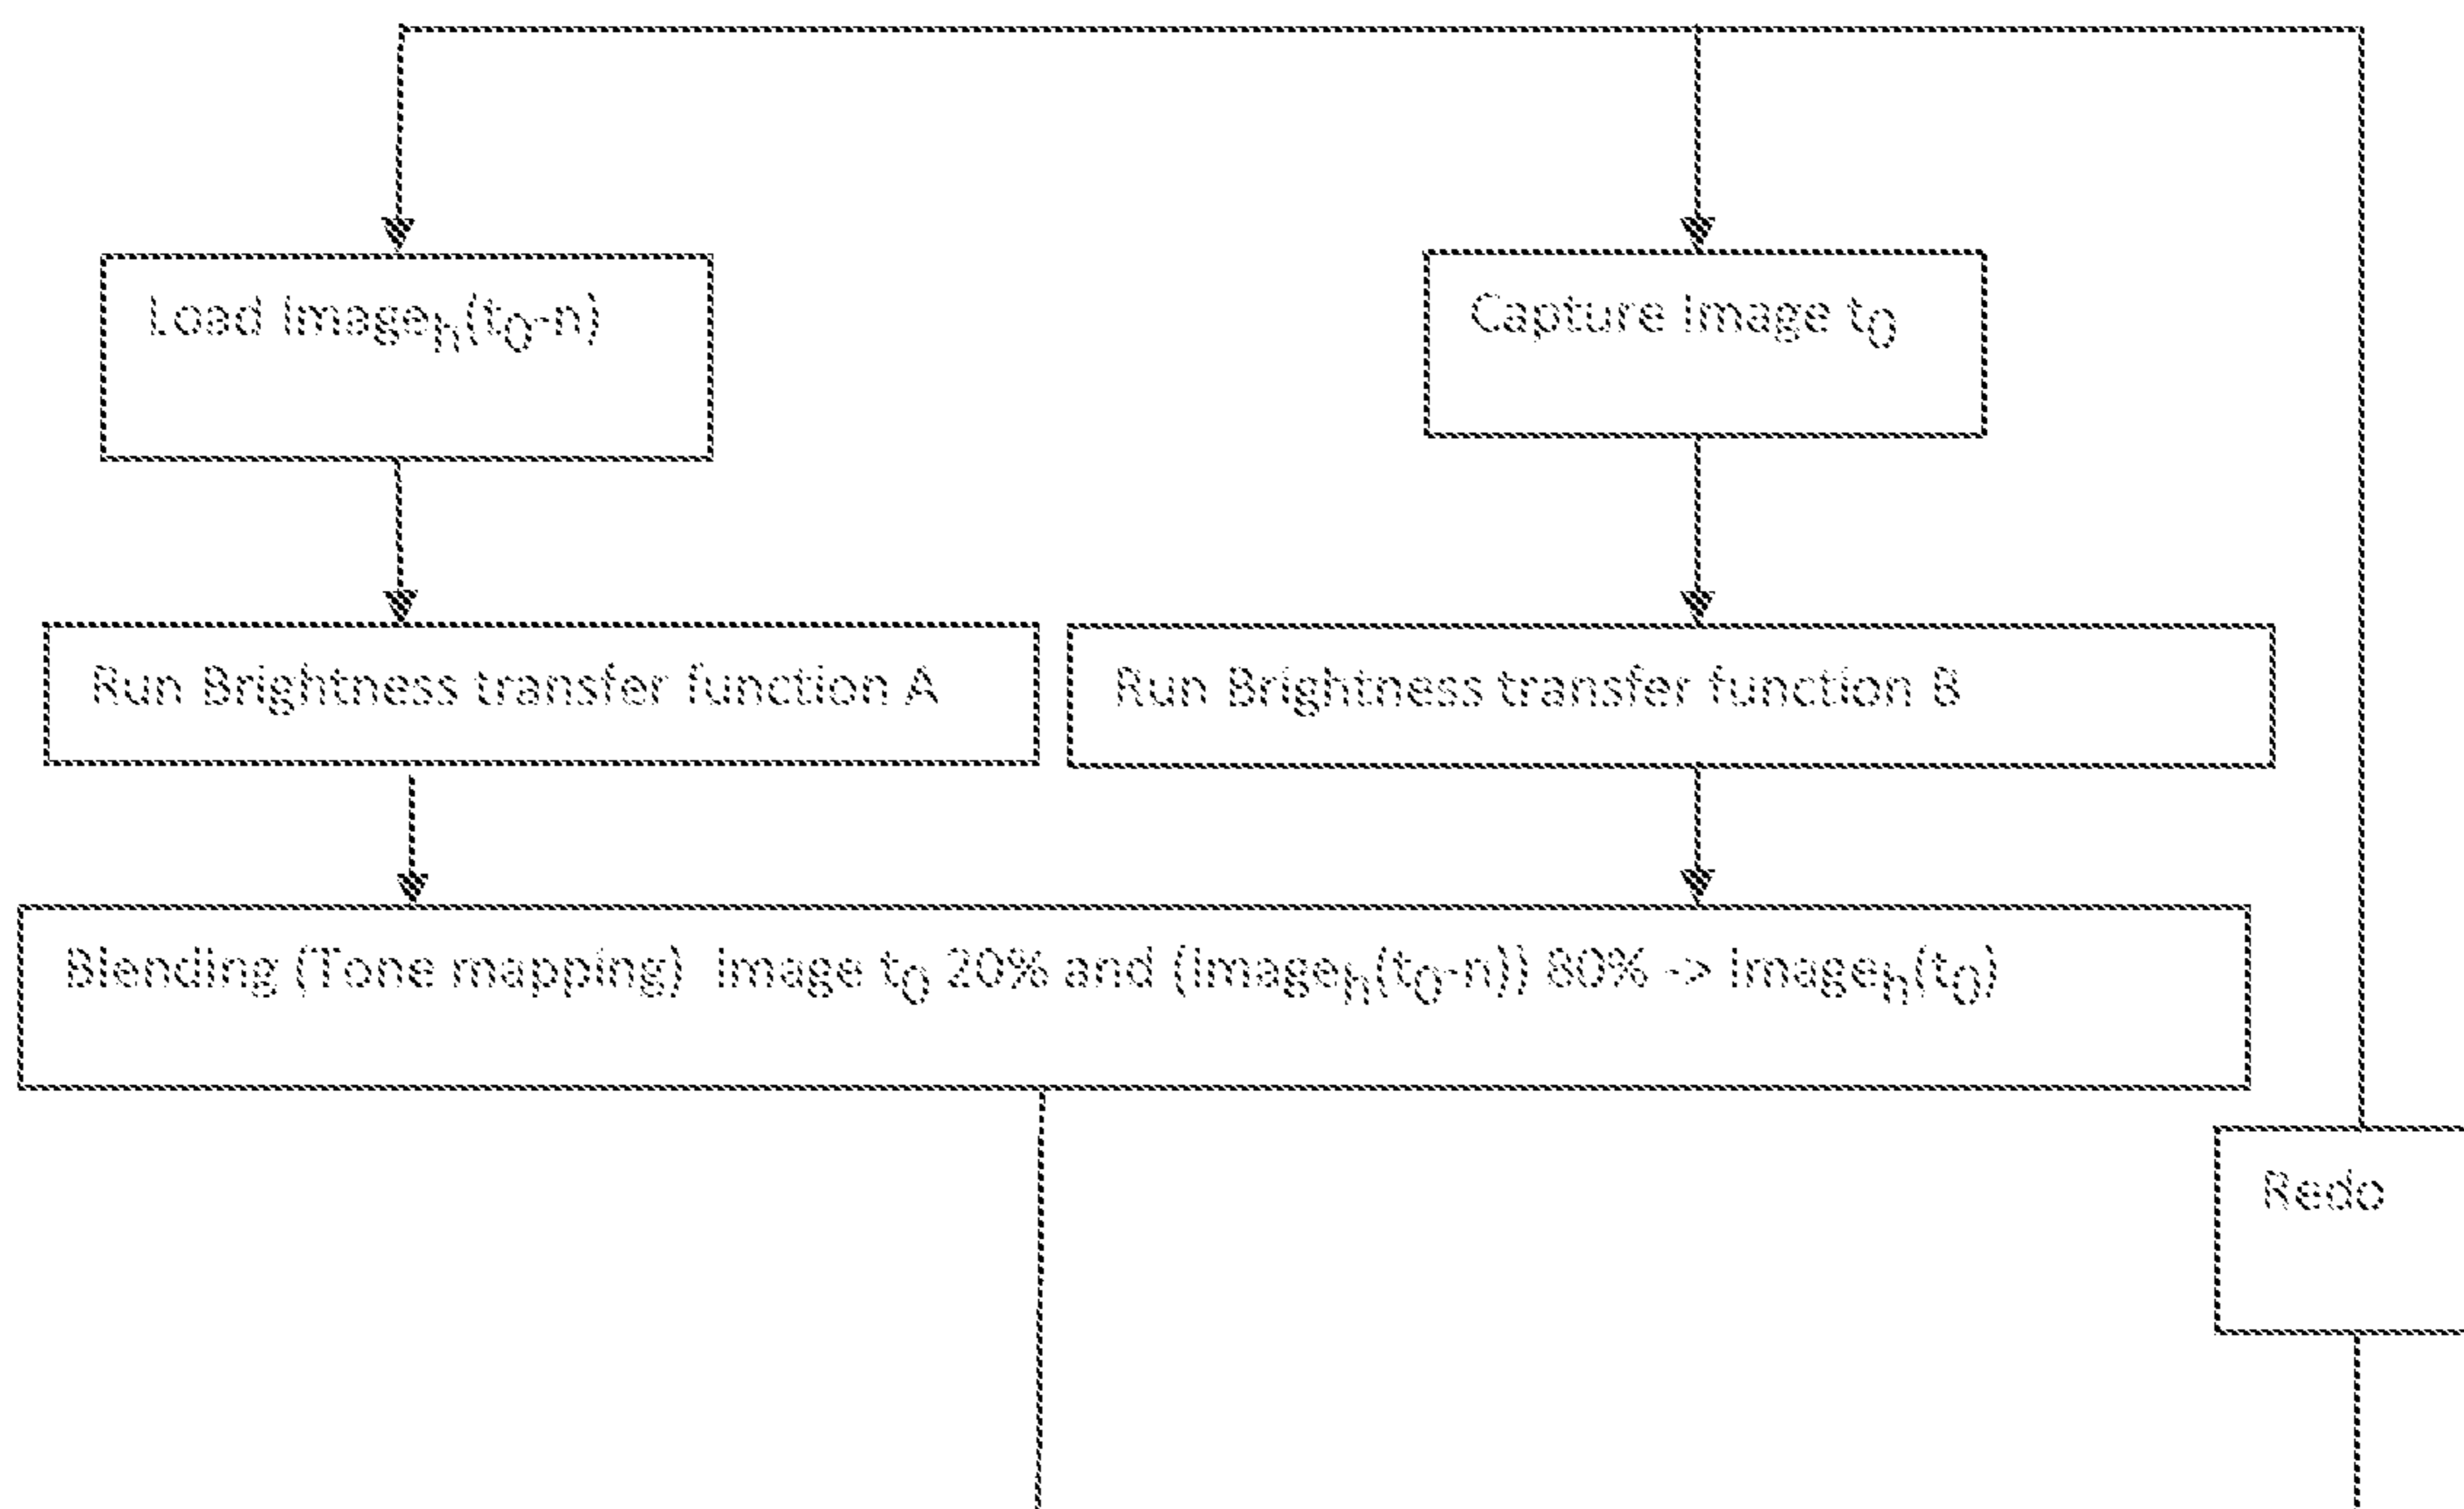 Load Imageₕ(t₀-n)
Capture Image t₀
Run Brightness transfer function A
Run Brightness transfer function B
Blending (Tone mapping) Image t₀ 20% and (Imageₕ(t₀-n)) 80% -> Imageₕ(t₀)
Redo